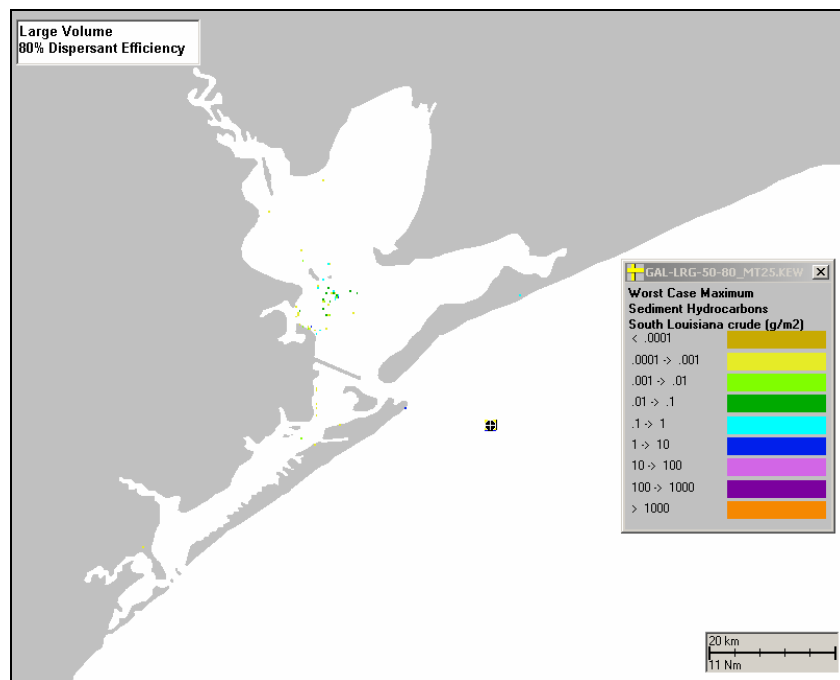 Large Volume
80% Dispersant Efficiency
GAL-LRG-50-80_MT25.KEW
Worst Case Maximum
Sediment Hydrocarbons
South Louisiana crude (g/m2)
< .0001
.0001 -> .001
.001 -> .01
.01 -> .1
.1 -> 1
1 -> 10
10 -> 100
100 -> 1000
> 1000
20 km
11 Nm